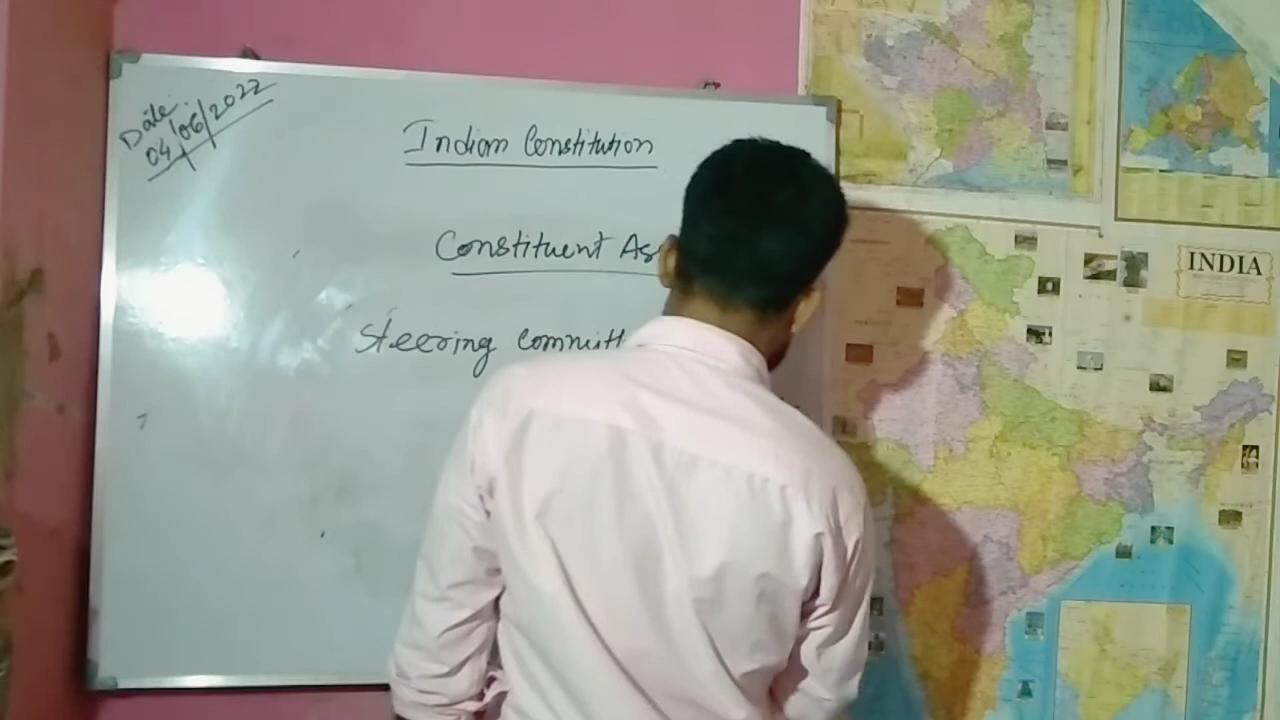 Date:
04/06/2022
Indian Constitution
Constituent As
Steering Committ
INDIA